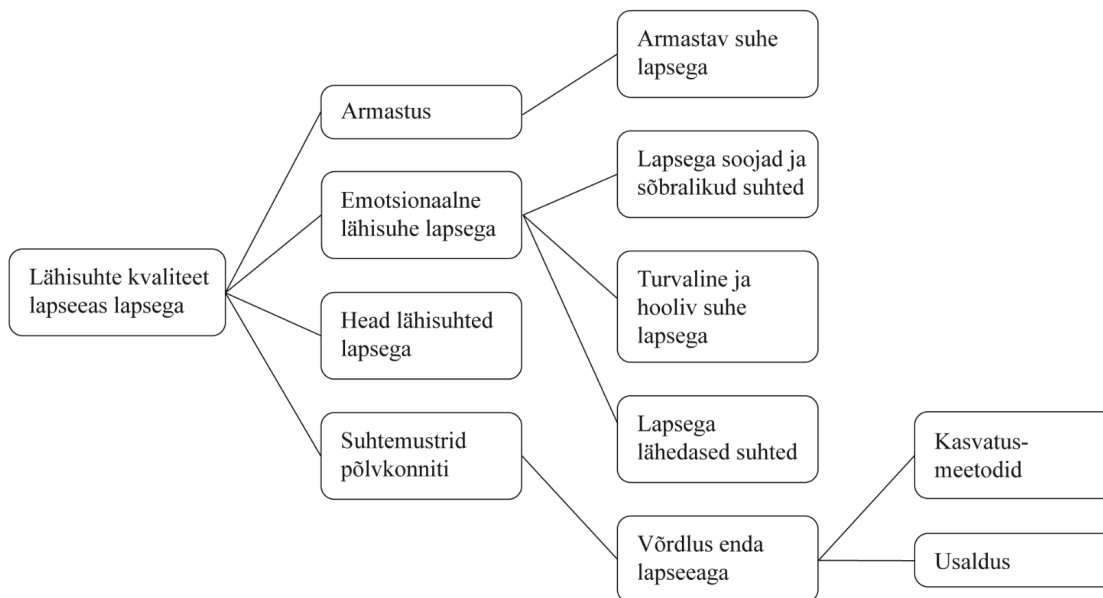 Lähisuhte kvaliteet
lapseeas lapsega
Armastus
Emotsionaalne
lähisuhe lapsega
Head lähisuhted
lapsega
Suhtemustrid
põlvkonniti
Armastav suhe
lapsega
Lapsega soojad ja
sõbralikud suhted
Turvaline ja
hooliv suhe
lapsega
Lapsega
lähedased suhted
Võrdlus enda
lapseeaga
Kasvatus-
meetodid
Usaldus